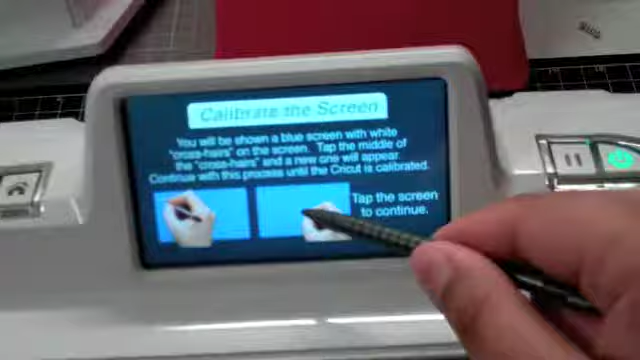 Calibrate the Screen
You will be shown a blue screen with white
"cross-hairs" on the screen. Tap the middle of
the "cross-hairs" and a new one will appear.
Continue with this process until the Cricut is calibrated.
Tap the screen
to continue.